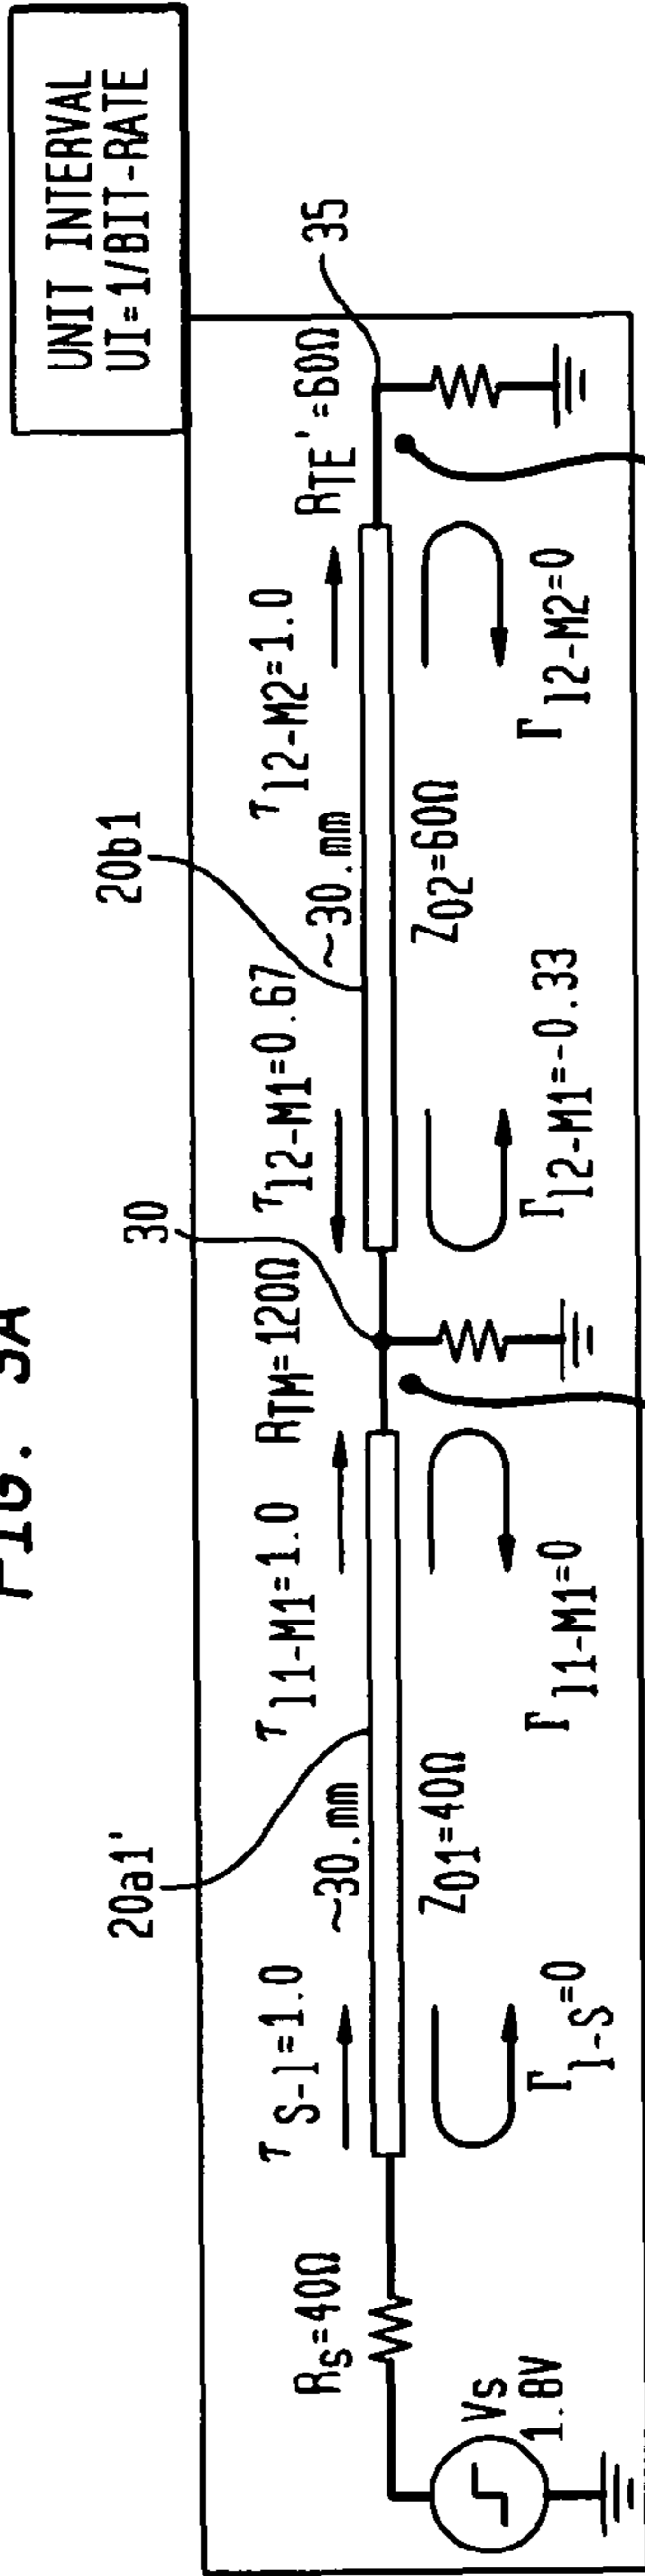 FIG. 3A
UNIT INTERVAL
UI=1/BIT-RATE
20a1'
30
20b1
35
τS-1=1.0
τ11-M1=1.0
τ12-M1=0.67
τ12-M2=1.0
RS=40Ω
~30.mm
RTM=120Ω
~30.mm
RTE'=60Ω
VS
1.8V
Z01=40Ω
Z02=60Ω
Γ1-S=0
Γ11-M1=0
Γ12-M1=-0.33
Γ12-M2=0